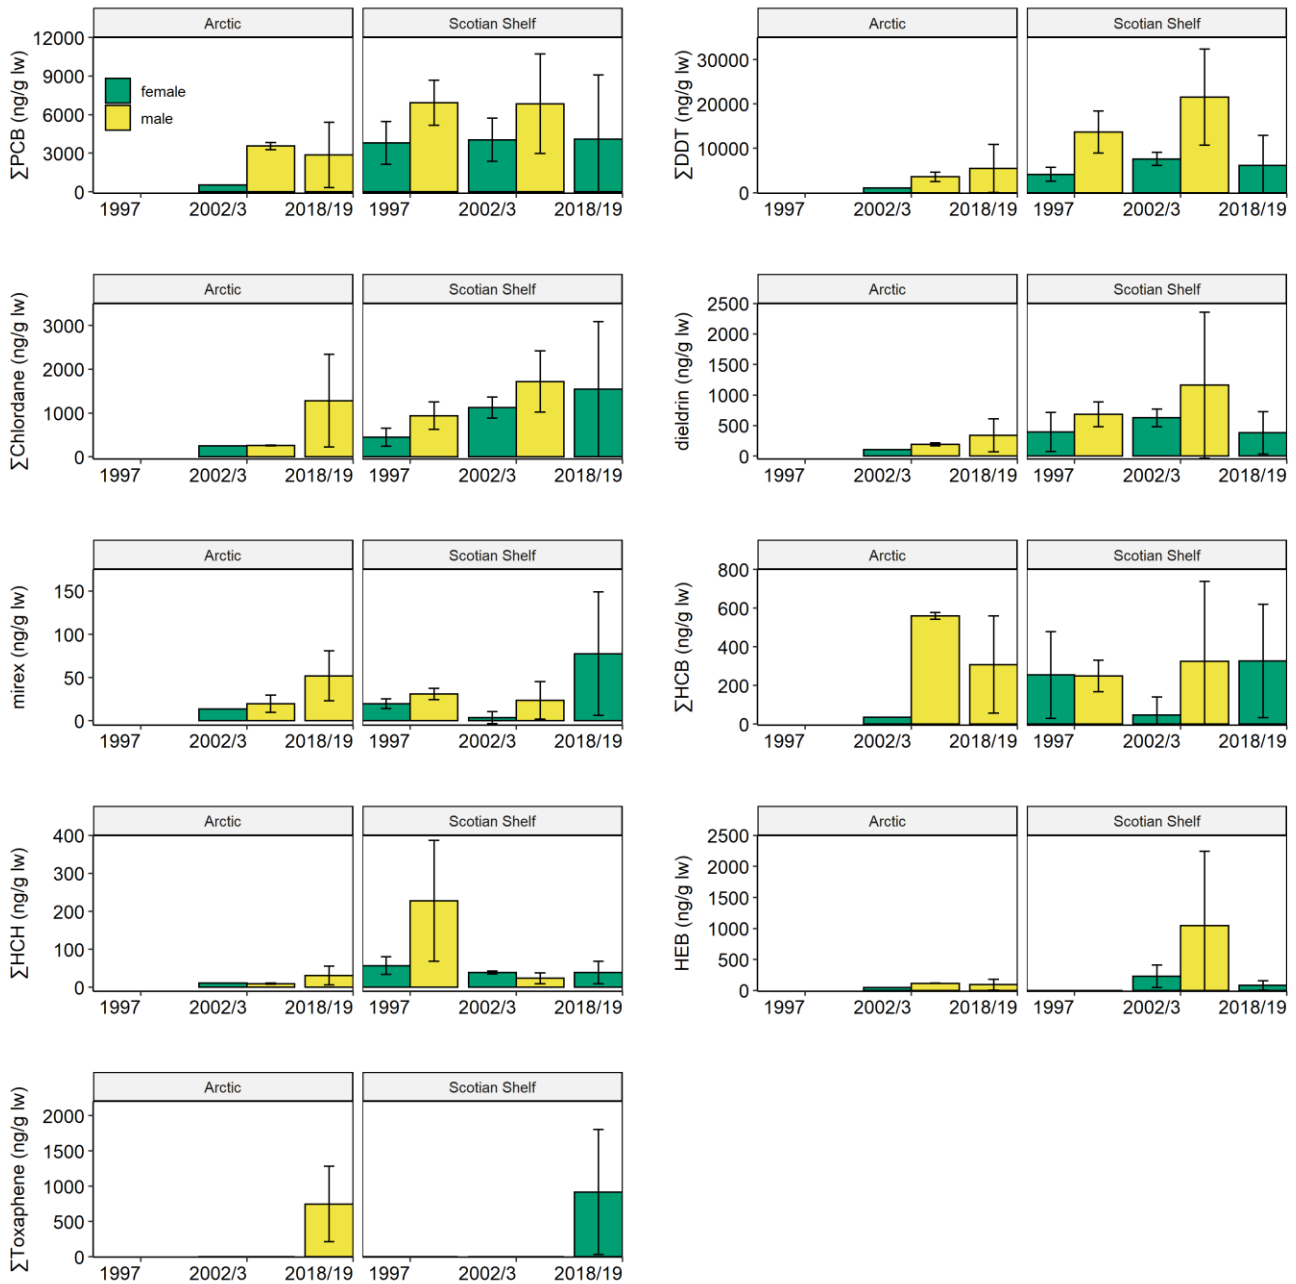 Arctic Scotian Shelf
∑PCB (ng/g lw)
12000
9000
6000
3000
0
female
male
1997 2002/3 2018/19 1997 2002/3 2018/19
Arctic Scotian Shelf
∑DDT (ng/g lw)
30000
20000
10000
0
1997 2002/3 2018/19 1997 2002/3 2018/19
Arctic Scotian Shelf
∑Chlordane (ng/g lw)
3000
2000
1000
0
1997 2002/3 2018/19 1997 2002/3 2018/19
Arctic Scotian Shelf
dieldrin (ng/g lw)
2500
2000
1500
1000
500
0
1997 2002/3 2018/19 1997 2002/3 2018/19
Arctic Scotian Shelf
mirex (ng/g lw)
150
100
50
0
1997 2002/3 2018/19 1997 2002/3 2018/19
Arctic Scotian Shelf
∑HCB (ng/g lw)
800
600
400
200
0
1997 2002/3 2018/19 1997 2002/3 2018/19
Arctic Scotian Shelf
∑HCH (ng/g lw)
400
300
200
100
0
1997 2002/3 2018/19 1997 2002/3 2018/19
Arctic Scotian Shelf
HEB (ng/g lw)
2500
2000
1500
1000
500
0
1997 2002/3 2018/19 1997 2002/3 2018/19
Arctic Scotian Shelf
∑Toxaphene (ng/g lw)
2000
1500
1000
500
0
1997 2002/3 2018/19 1997 2002/3 2018/19